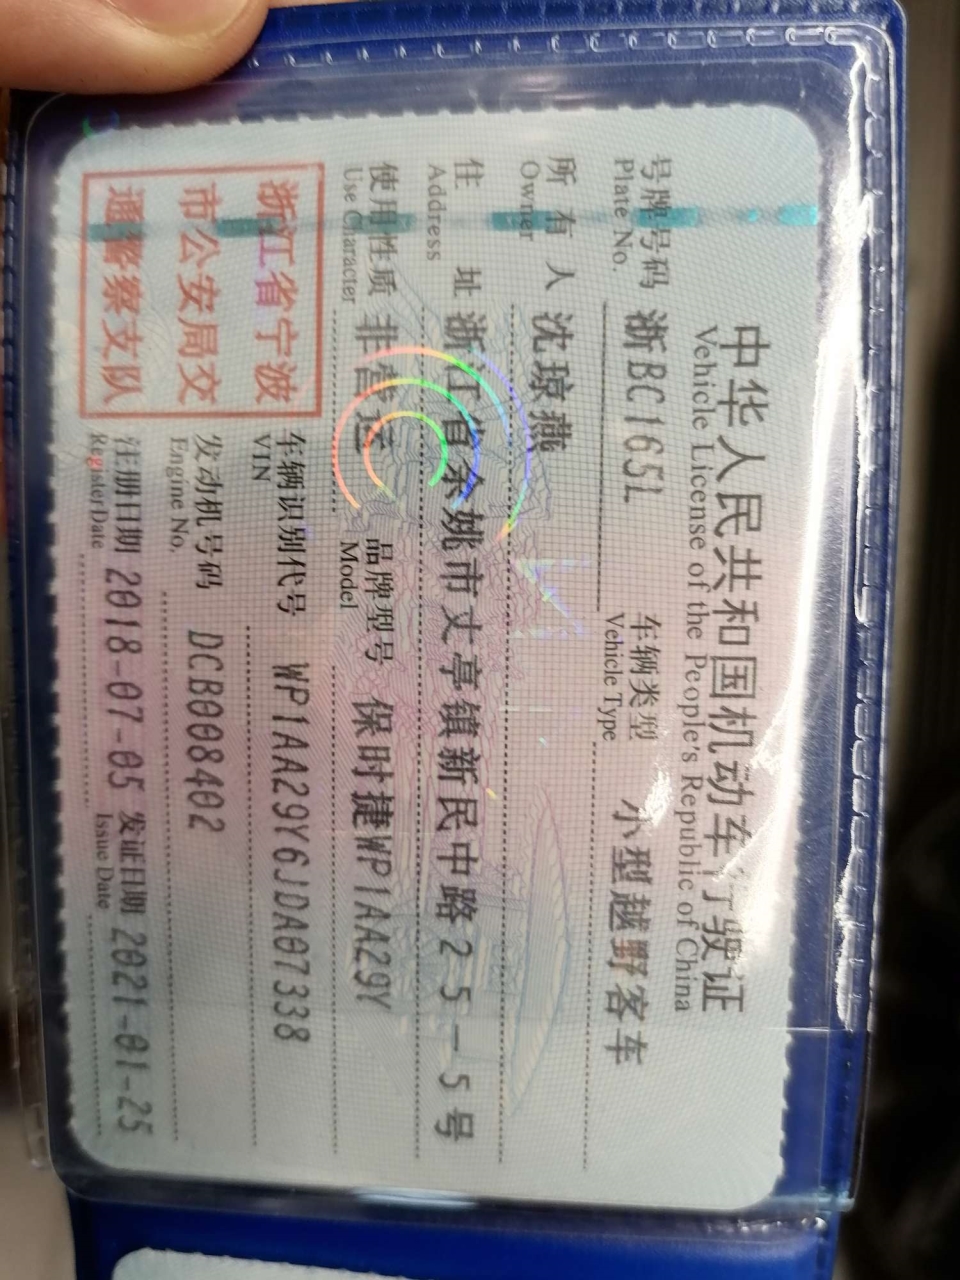 中华人民共和国机动车行驶证
Vehicle License of the People's Republic of China
号牌号码 浙BC165L 车辆类型 小型越野客车
Plate No. Vehicle Type
所有人 沈琼燕
Owner
住址 浙江省余姚市丈亭镇新民中路25-5号
Address
使用性质 非营运 品牌型号 保时捷WP1AA29Y
Use Character Model
浙江省宁波
市公安局交
通警察支队
车辆识别代号 WP1AA29Y6JDA07338
VIN
发动机号码 DCB008402
Engine No.
注册日期 2018-07-05 发证日期 2021-01-25
Register Date Issue Date